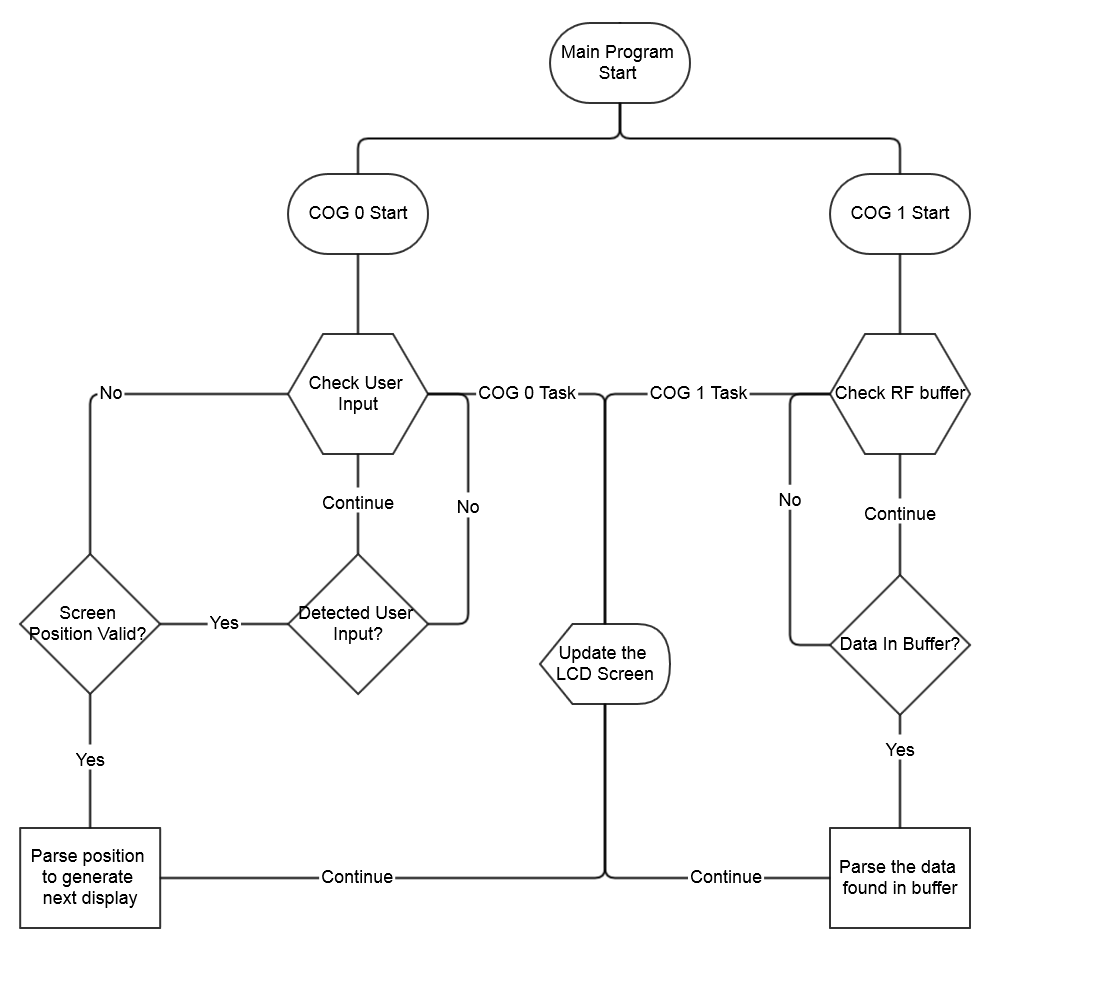 Main Program
Start
COG 0 Start
COG 1 Start
No
Check User
Input
COG 0 Task
COG 1 Task
Check RF buffer
Continue
No
No
Continue
Screen
Position Valid?
Yes
Detected User
Input?
Update the
LCD Screen
Data In Buffer?
Yes
Yes
Parse position
to generate
next display
Continue
Continue
Parse the data
found in buffer